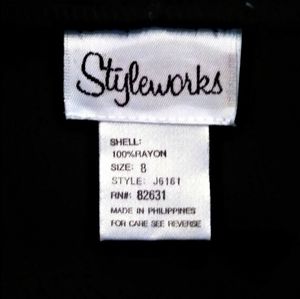 Styleworks
SHELL:
100%RAYON
SIZE: 8
STYLE: J6161
RN#: 82631
MADE IN PHILIPPINES
FOR CARE SEE REVERSE